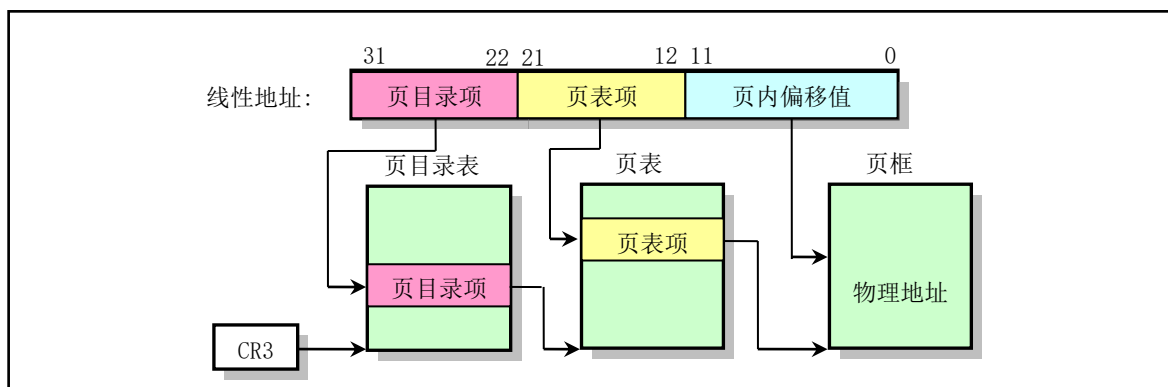 31 22 21 12 11 0
线性地址: 页目录项 页表项 页内偏移值
页目录表 页表 页框
页表项
页目录项 物理地址
CR3